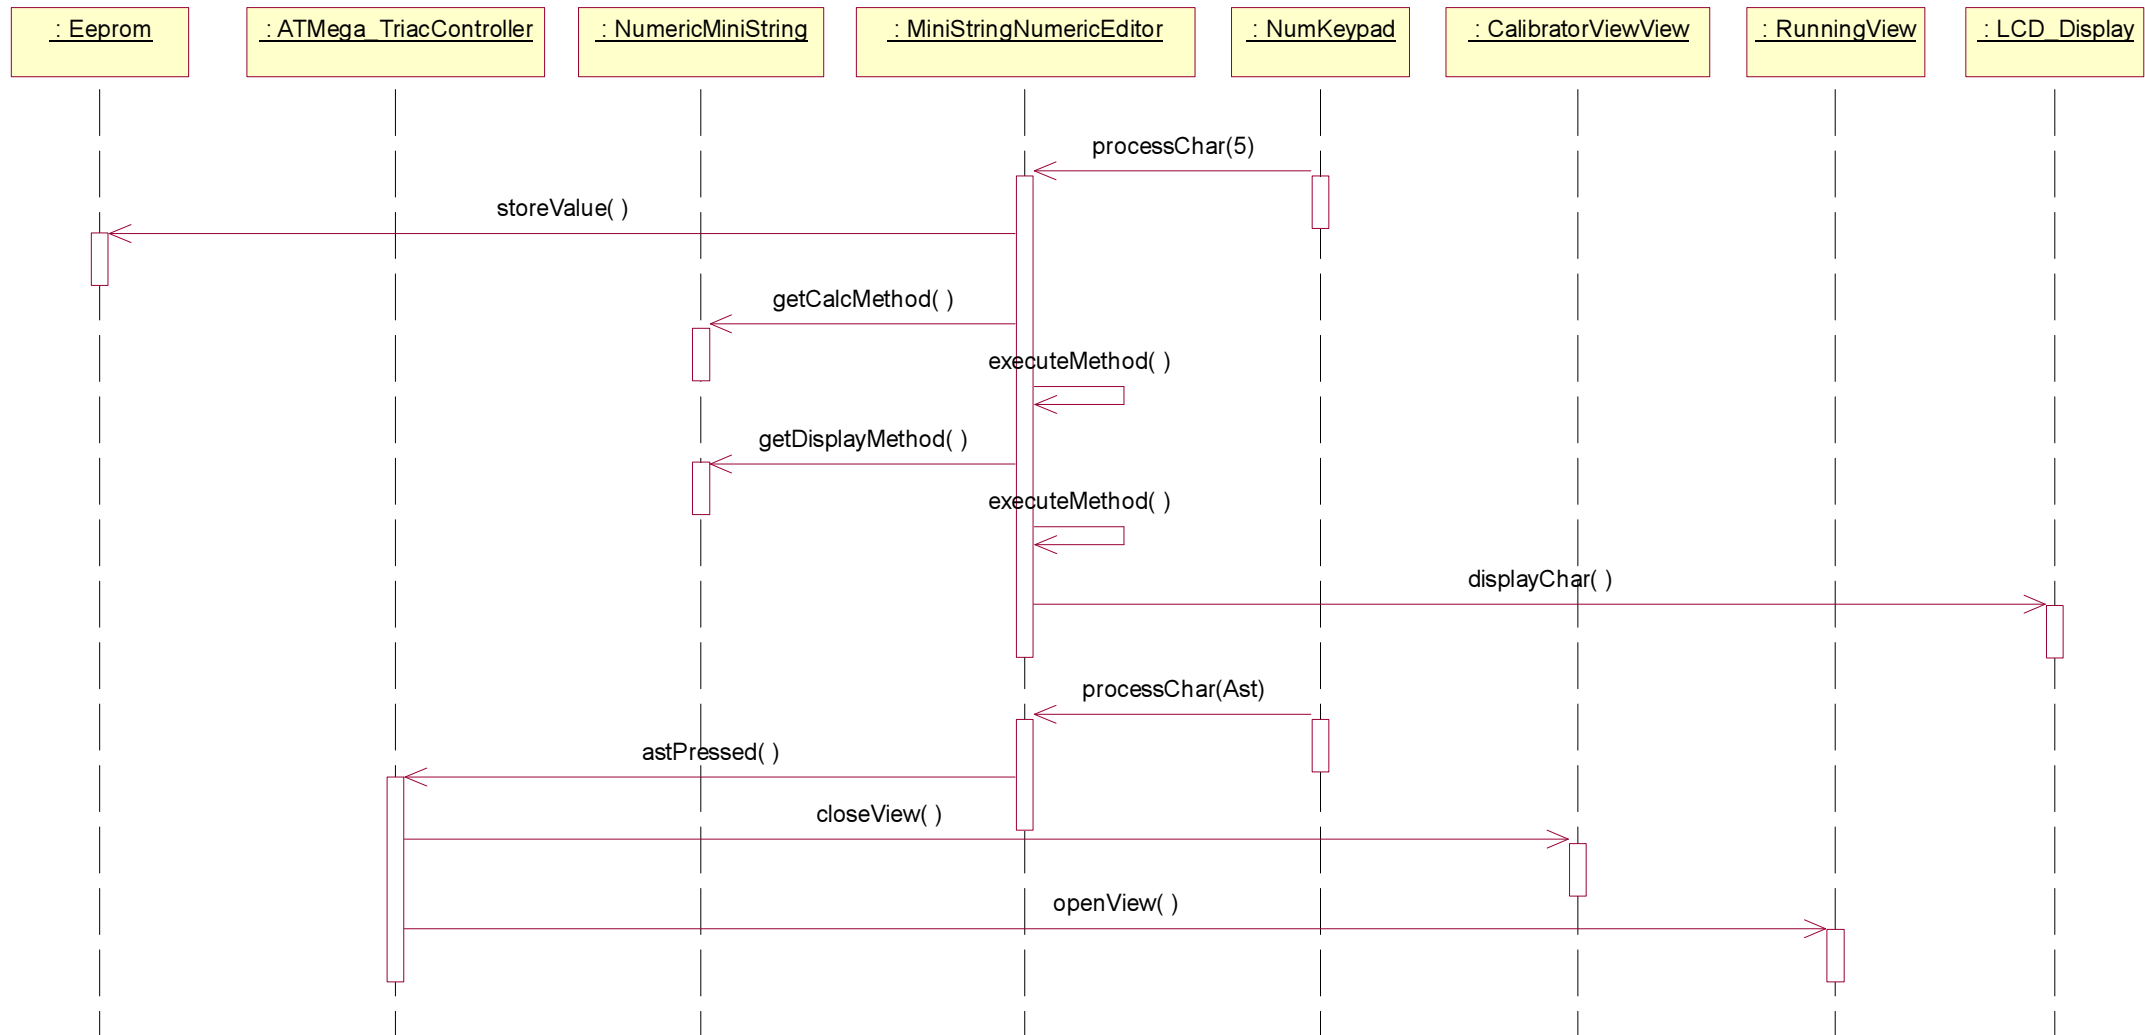 : Eeprom
: ATMega_TriacController
: NumericMiniString
: MiniStringNumericEditor
: NumKeypad
: CalibratorViewView
: RunningView
: LCD_Display
processChar(5)
storeValue( )
getCalcMethod( )
executeMethod( )
getDisplayMethod( )
executeMethod( )
displayChar( )
processChar(Ast)
astPressed( )
closeView( )
openView( )